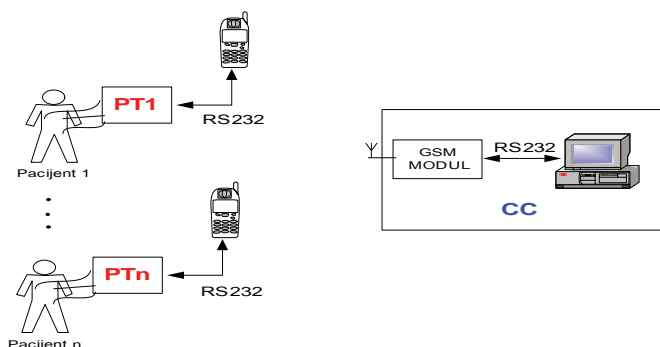 PT1
RS232
Pacijent 1
PTn
RS232
Pacijent n
GSM
MODUL
RS232
CC